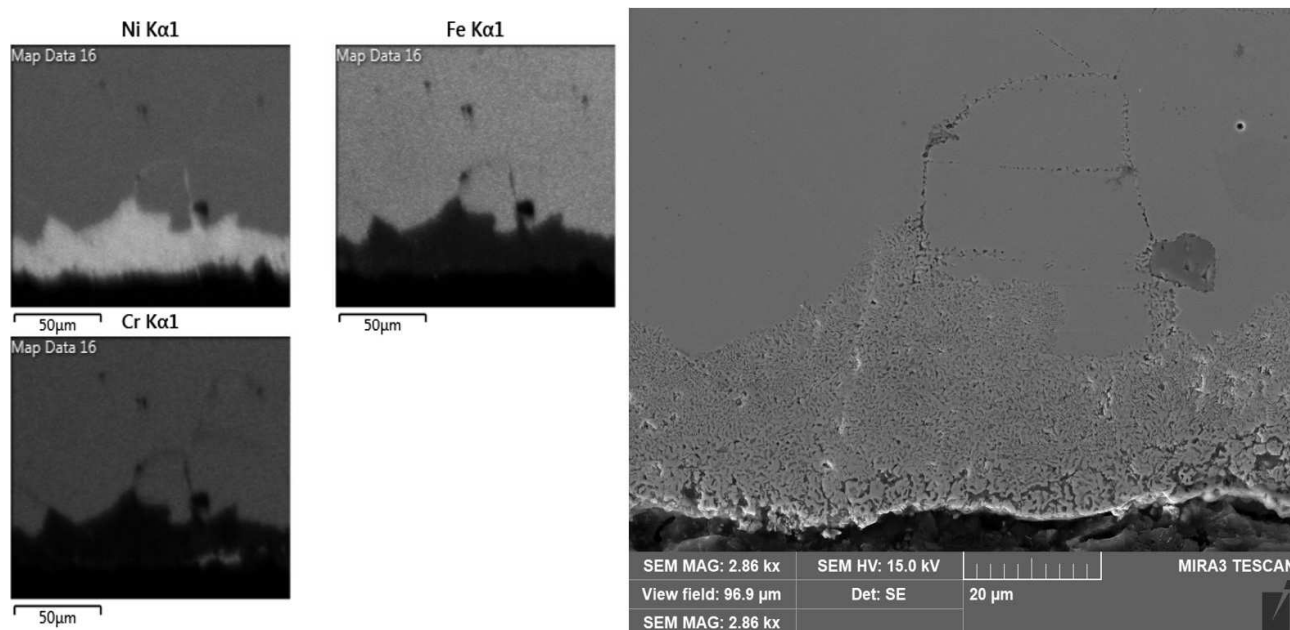 Ni Kα1
Map Data 16
50µm
Fe Kα1
Map Data 16
50µm
Cr Kα1
Map Data 16
50µm
SEM MAG: 2.86 kx
SEM HV: 15.0 kV
MIRA3 TESCAN
View field: 96.9 µm
Det: SE
20 µm
SEM MAG: 2.86 kx